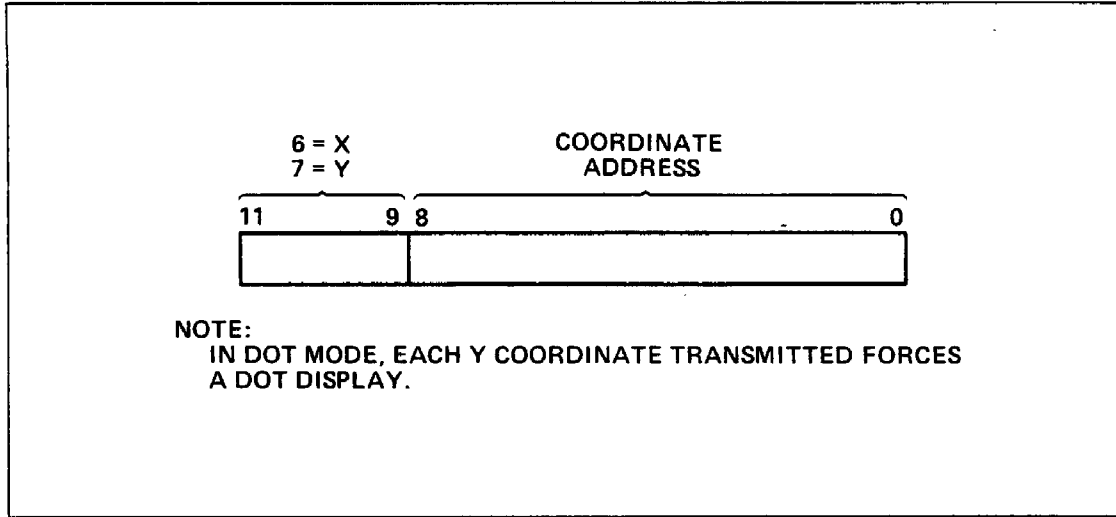 6 = X
7 = Y
COORDINATE
ADDRESS
11 9 8 0
NOTE:
IN DOT MODE, EACH Y COORDINATE TRANSMITTED FORCES
A DOT DISPLAY.